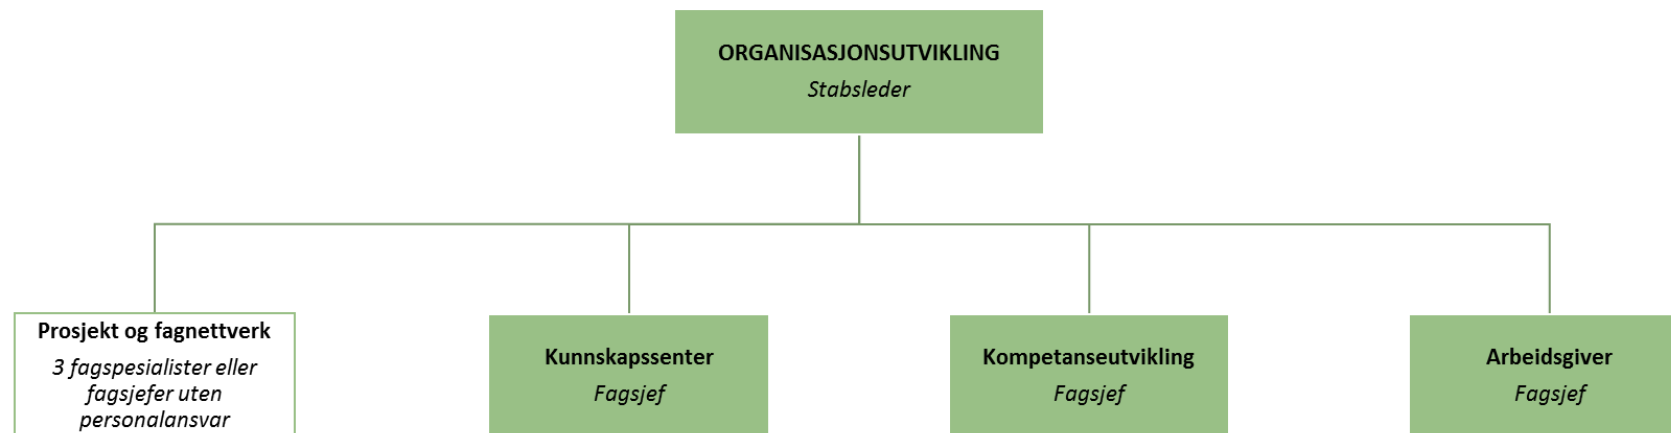 ORGANISASJONSUTVIKLING
Stabsleder
Prosjekt og fagnettverk
3 fagspesialister eller
fagsjefer uten
personalansvar
Kunnskapssenter
Fagsjef
Kompetanseutvikling
Fagsjef
Arbeidsgiver
Fagsjef